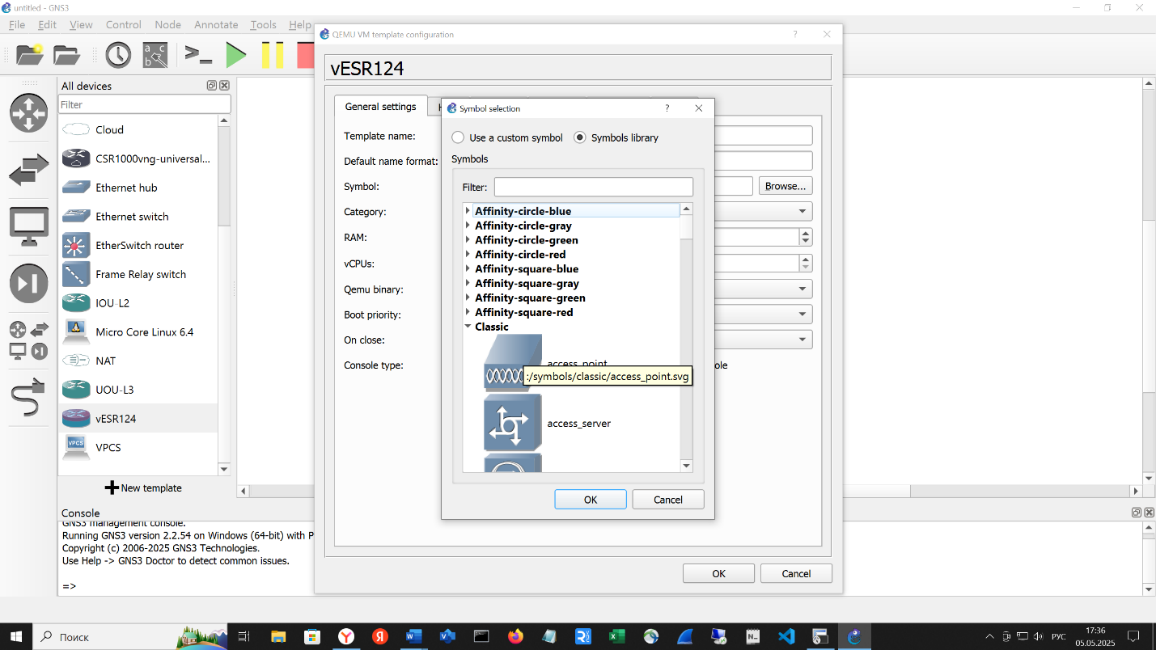 untitled - GNS3
File Edit View Control Node Annotate Tools Help
All devices
Filter
Cloud
CSR1000vng-universal...
Ethernet hub
Ethernet switch
EtherSwitch router
Frame Relay switch
IOU-L2
Micro Core Linux 6.4
NAT
UOU-L3
vESR124
VPCS
New template
Console
GNS3 management console.
Running GNS3 version 2.2.54 on Windows (64-bit) with P
Copyright (c) 2006-2025 GNS3 Technologies.
Use Help -> GNS3 Doctor to detect common issues.
=>
QEMU VM template configuration
vESR124
General settings
Template name:
Default name format:
Symbol:
Browse...
Category:
RAM:
vCPUs:
Qemu binary:
Boot priority:
On close:
Console type:
ole
OK
Cancel
Symbol selection
Use a custom symbol
Symbols library
Symbols
Filter:
Affinity-circle-blue
Affinity-circle-gray
Affinity-circle-green
Affinity-circle-red
Affinity-square-blue
Affinity-square-gray
Affinity-square-green
Affinity-square-red
Classic
access_point
:/symbols/classic/access_point.svg
access_server
OK
Cancel
Поиск
РУС
17:36
05.05.2025